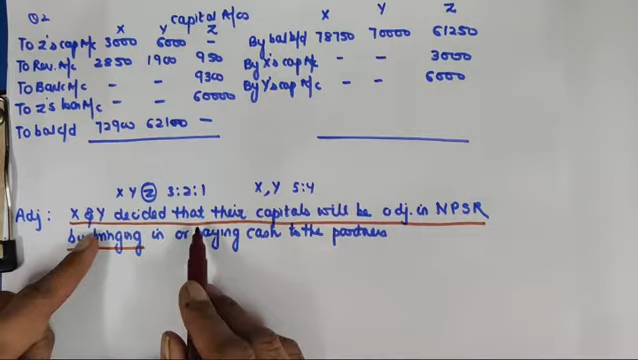 Q2 Capital A/cs
X Y Z X Y Z
To Z's cap A/c 3000 6000 - By bal b/d 78750 70000 61250
To Rev. A/c 2850 1900 950 By X's cap A/c - - 3000
To Bank A/c - - 9300 By Y's cap A/c - - 6000
To Z's loan A/c - - 60000
To bal c/d 72900 62100 -
X Y Z 3:2:1 X, Y 5:4
Adj: X & Y decided that their capitals will be adj. in NPSR
by bringing in or paying cash to the partners